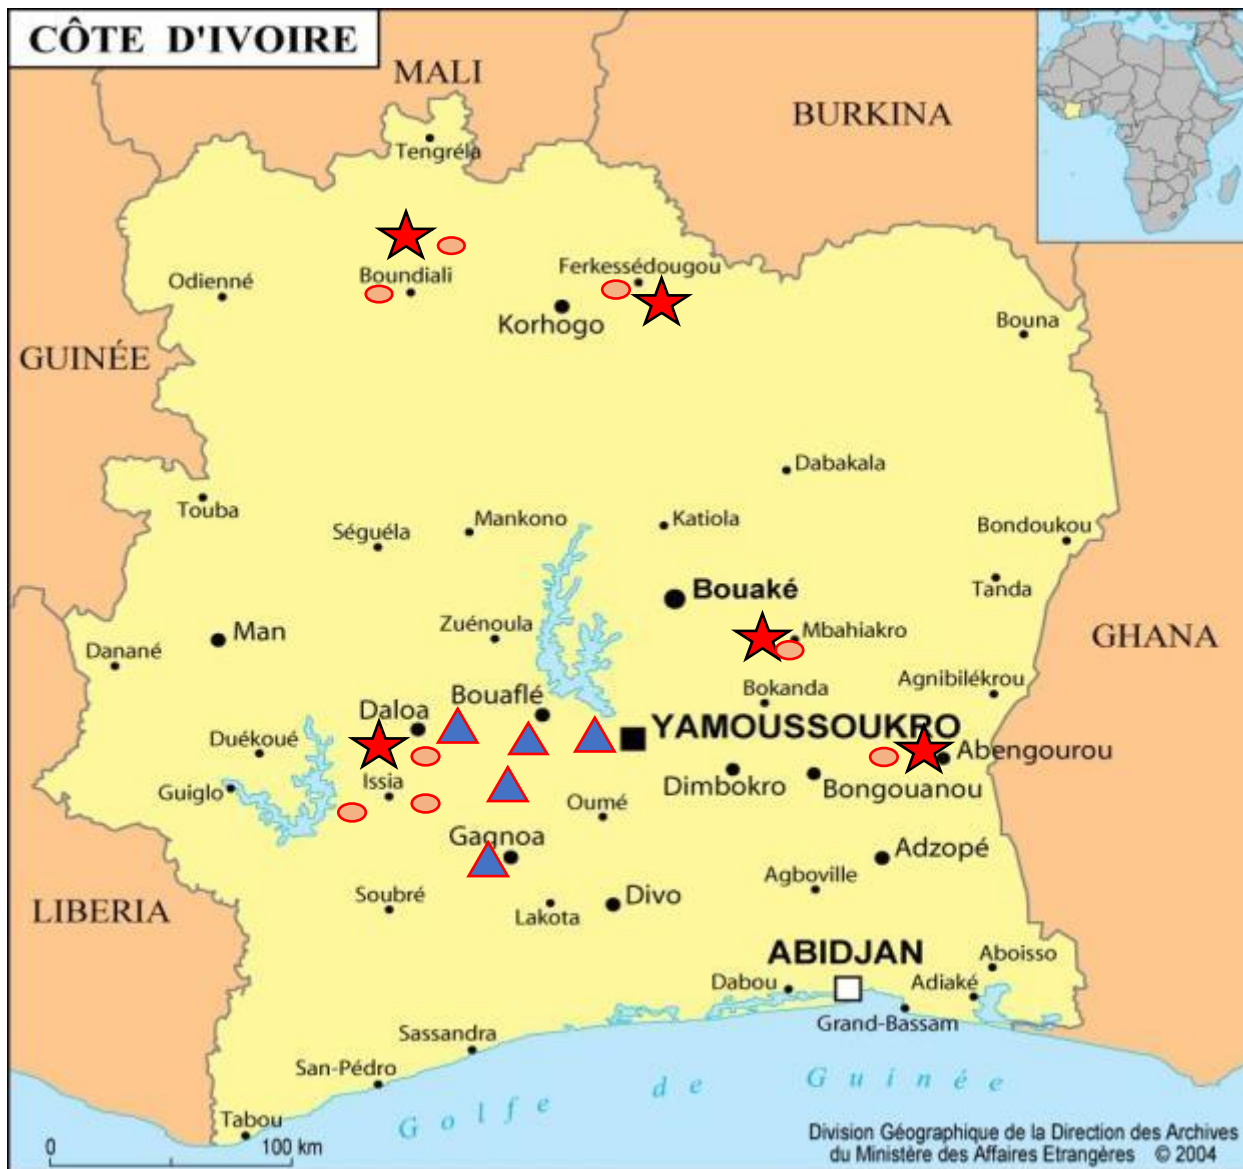 CÔTE D'IVOIRE
MALI
BURKINA
Tengréla
Odienné
Boundiali
Ferkessédougou
Korhogo
Bouna
GUINÉE
Dabakala
Touba
Séguéla
Mankono
Katiola
Bondoukou
Tanda
Bouaké
Man
Zuénoula
Mbahiakro
GHANA
Danané
Bokanda
Agnibilékrou
Daloa
Bouaflé
YAMOUSSOUKRO
Duékoué
Abengourou
Guiglo
Issia
Oumé
Dimbokro
Bongouanou
Gagnoa
Adzopé
Soubré
Lakota
Divo
Agboville
LIBERIA
ABIDJAN
Aboisso
Dabou
Adiaké
Grand-Bassam
Sassandra
San-Pédro
Tabou
Golfe de Guinée
0 100 km
Division Géographique de la Direction des Archives
du Ministère des Affaires Etrangères © 2004